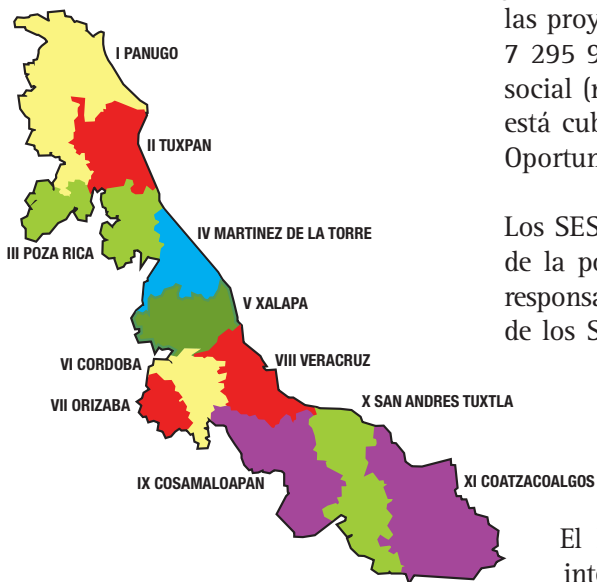 I PANUGO
II TUXPAN
III POZA RICA
IV MARTINEZ DE LA TORRE
V XALAPA
VI CORDOBA
VIII VERACRUZ
VII ORIZABA
X SAN ANDRES TUXTLA
IX COSAMALOAPAN
XI COATZACOALGOS
las proy
7 295 9
social (
está cub
Oportun
Los SES
de la po
responsa
de los S
El
int